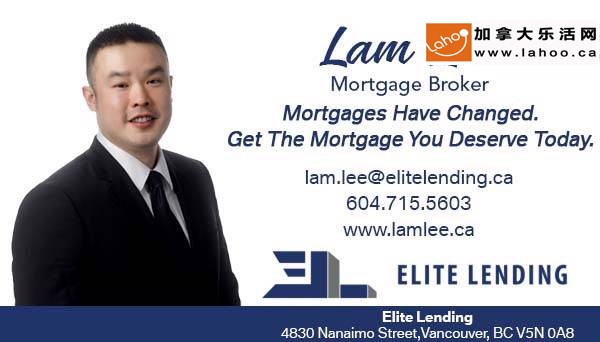 Lam
Lahoo
加拿大乐活网
www.lahoo.ca
Mortgage Broker
Mortgages Have Changed.
Get The Mortgage You Deserve Today.
lam.lee@elitelending.ca
604.715.5603
www.lamlee.ca
EL ELITE LENDING
Elite Lending
4830 Nanaimo Street,Vancouver, BC V5N 0A8